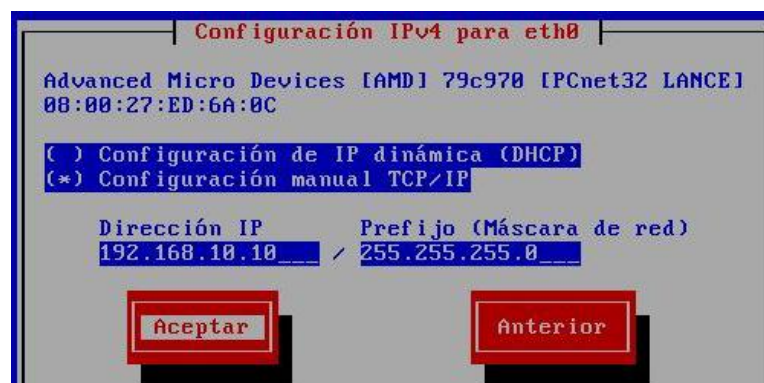 Configuración IPv4 para eth0
Advanced Micro Devices [AMD] 79c970 [PCnet32 LANCE]
08:00:27:ED:6A:0C
( ) Configuración de IP dinámica (DHCP)
(*) Configuración manual TCP/IP
Dirección IP Prefijo (Máscara de red)
192.168.10.10___ / 255.255.255.0___
Aceptar Anterior